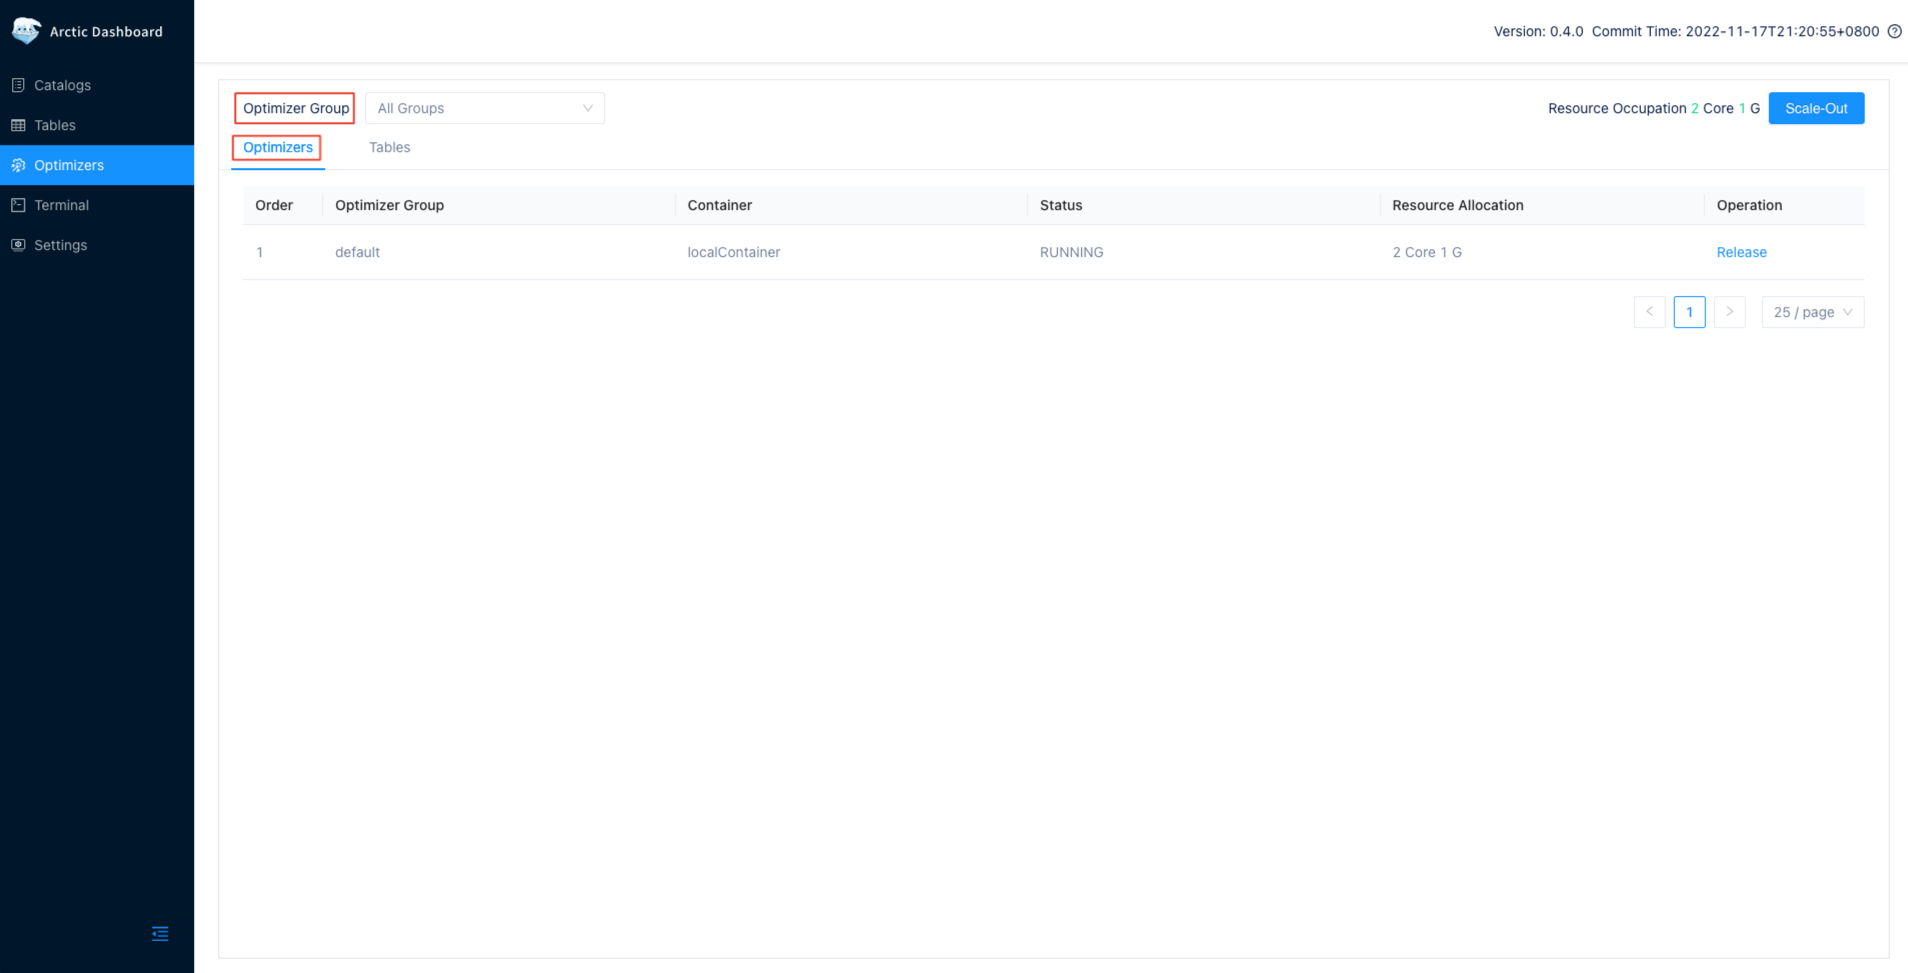 Arctic Dashboard
Version: 0.4.0 Commit Time: 2022-11-17T21:20:55+0800
Catalogs
Tables
Optimizers
Terminal
Settings
Optimizer Group All Groups Resource Occupation 2 Core 1 G Scale-Out
Optimizers Tables
Order Optimizer Group Container Status Resource Allocation Operation
1 default localContainer RUNNING 2 Core 1 G Release
< 1 > 25 / page